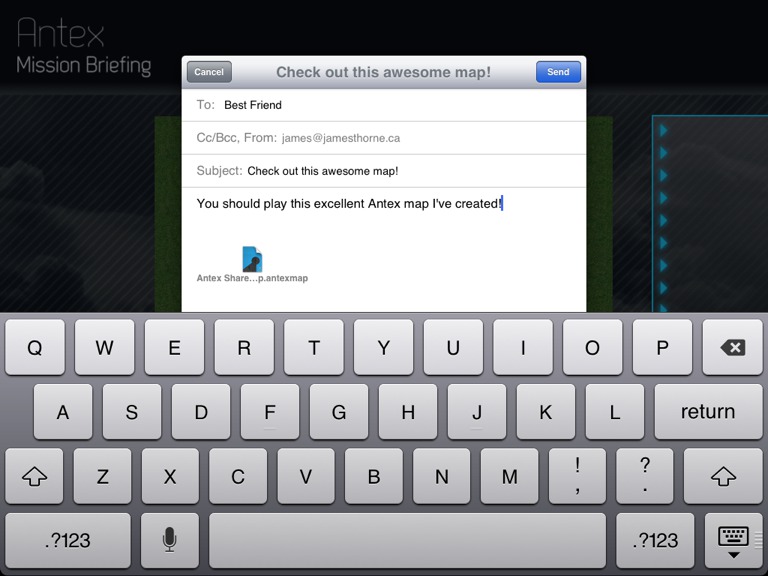 Antex
Mission Briefing
Cancel
Check out this awesome map!
Send
To: Best Friend
Cc/Bcc, From: james@jamesthorne.ca
Subject: Check out this awesome map!
You should play this excellent Antex map I've created!
Antex Share...p.antexmap
Q W E R T Y U I O P
A S D F G H J K L return
Z X C V B N M ! , ? .
.?123 .?123